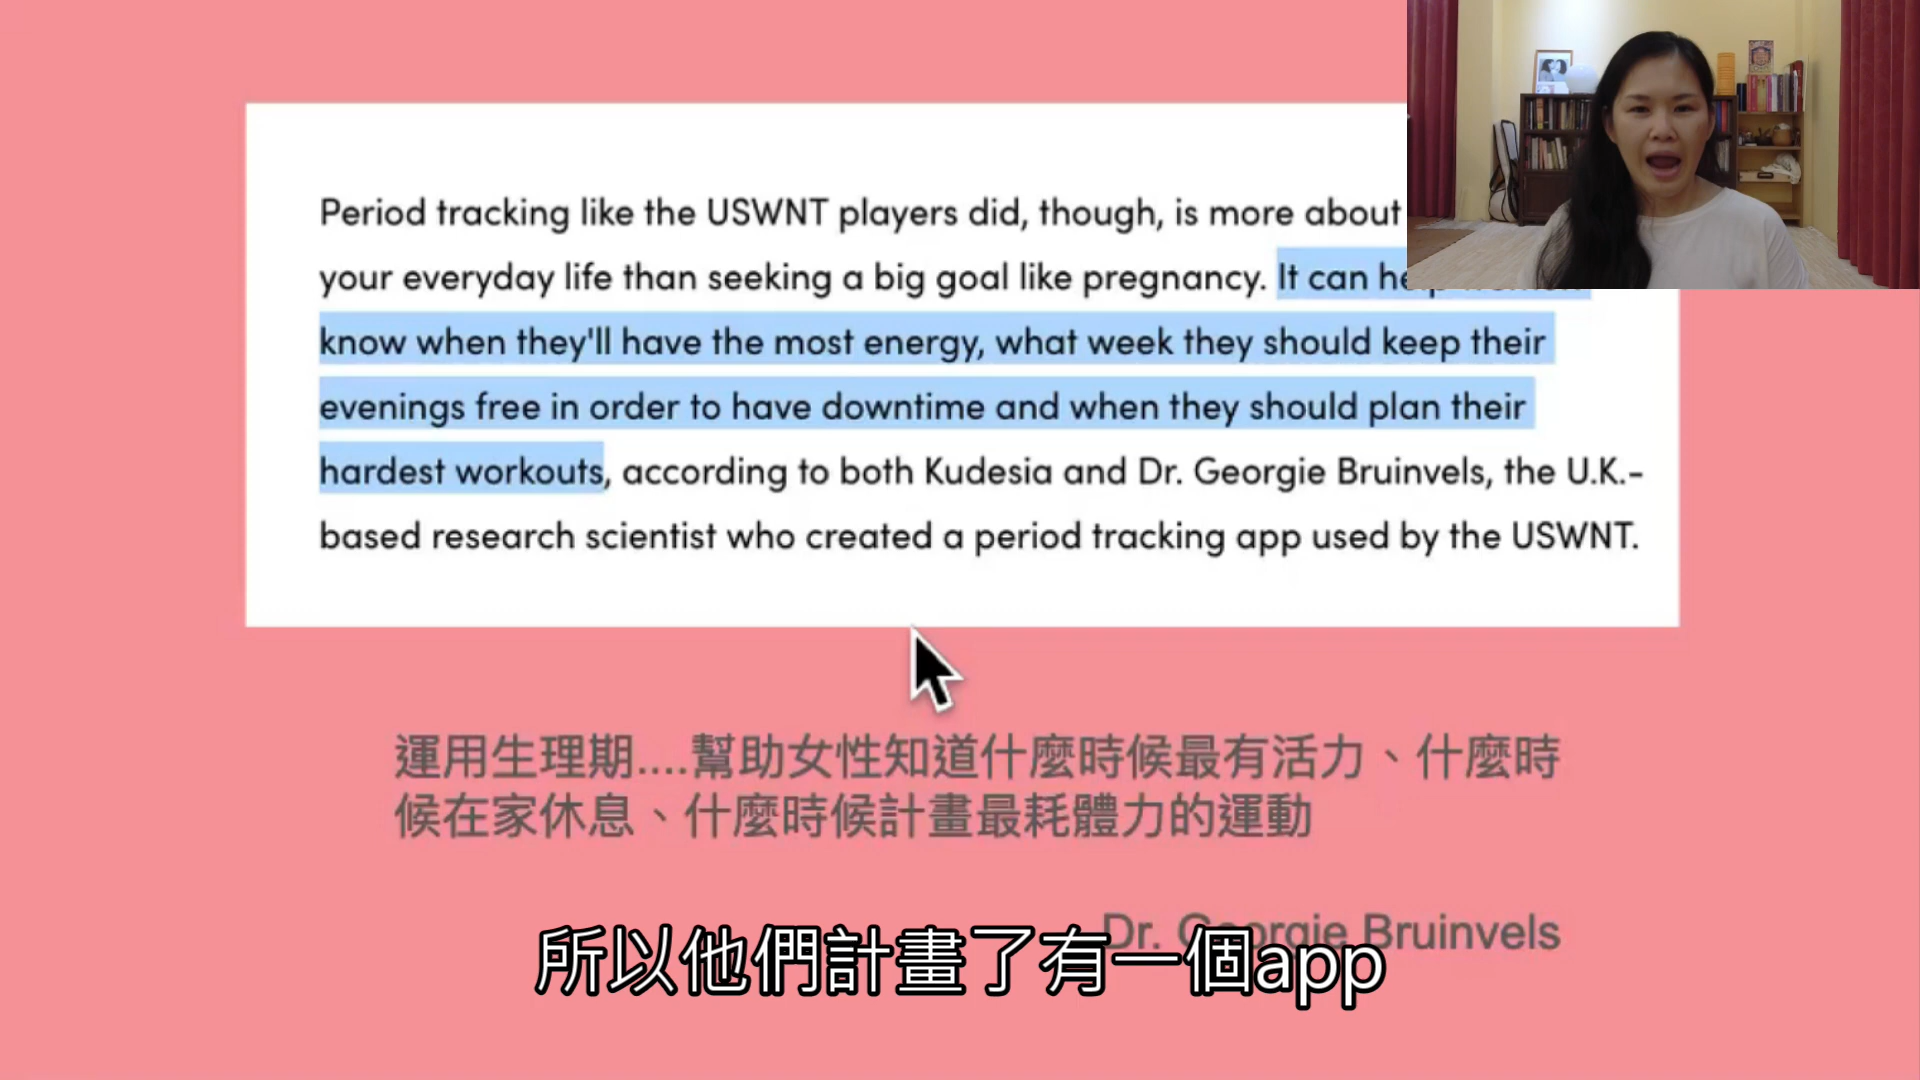 Period tracking like the USWNT players did, though, is more about
your everyday life than seeking a big goal like pregnancy. It can help
know when they'll have the most energy, what week they should keep their
evenings free in order to have downtime and when they should plan their
hardest workouts, according to both Kudesia and Dr. Georgie Bruinvels, the U.K.-
based research scientist who created a period tracking app used by the USWNT.
運用生理期....幫助女性知道什麼時候最有活力、什麼時
候在家休息、什麼時候計畫最耗體力的運動
Dr. Georgie Bruinvels
所以他們計畫了有一個app